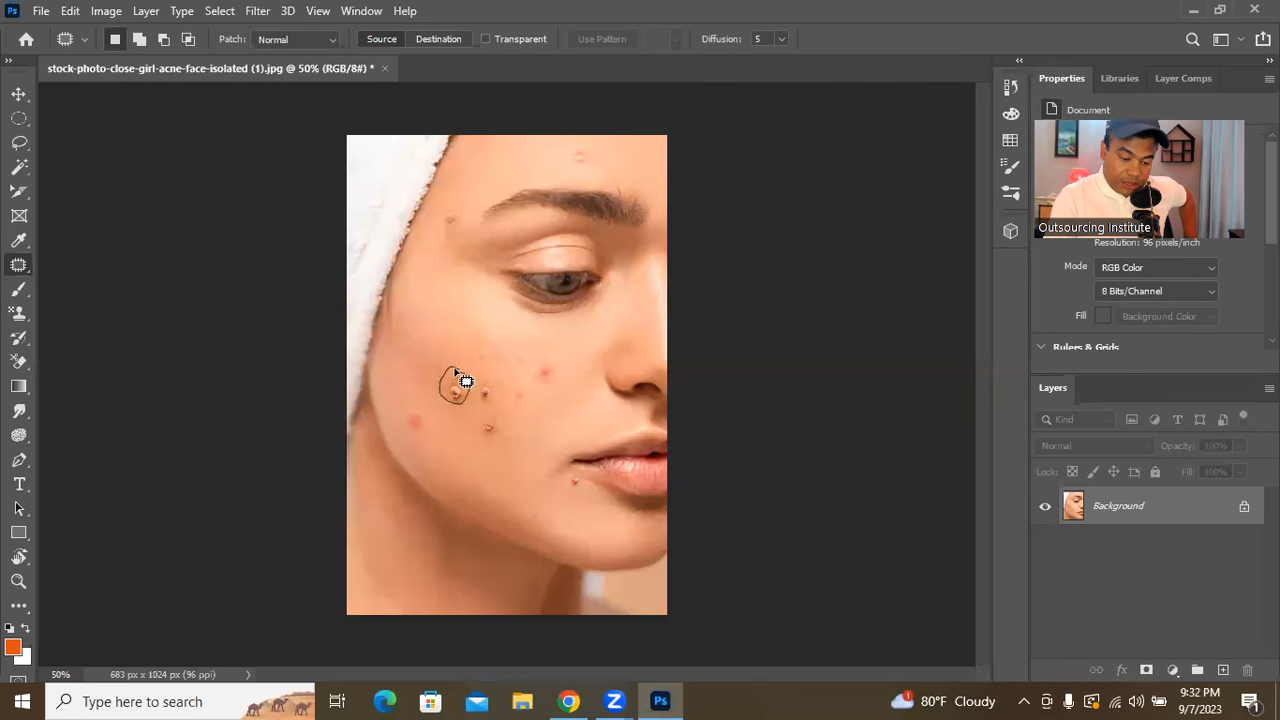 Ps File Edit Image Layer Type Select Filter 3D View Window Help
Patch: Normal Source Destination Transparent Use Pattern Diffusion: 5
stock-photo-close-girl-acne-face-isolated (1).jpg @ 50% (RGB/8#) *
Properties Libraries Layer Comps
Document
Outsourcing Institute
Resolution: 96 pixels/inch
Mode RGB Color
8 Bits/Channel
Fill Background Color
Rulers & Grids
Layers
Kind
Normal Opacity: 100%
Lock: Fill: 100%
Background
50% 683 px x 1024 px (96 ppi)
Type here to search
Ps
1
80°F Cloudy
9:32 PM
9/7/2023
1